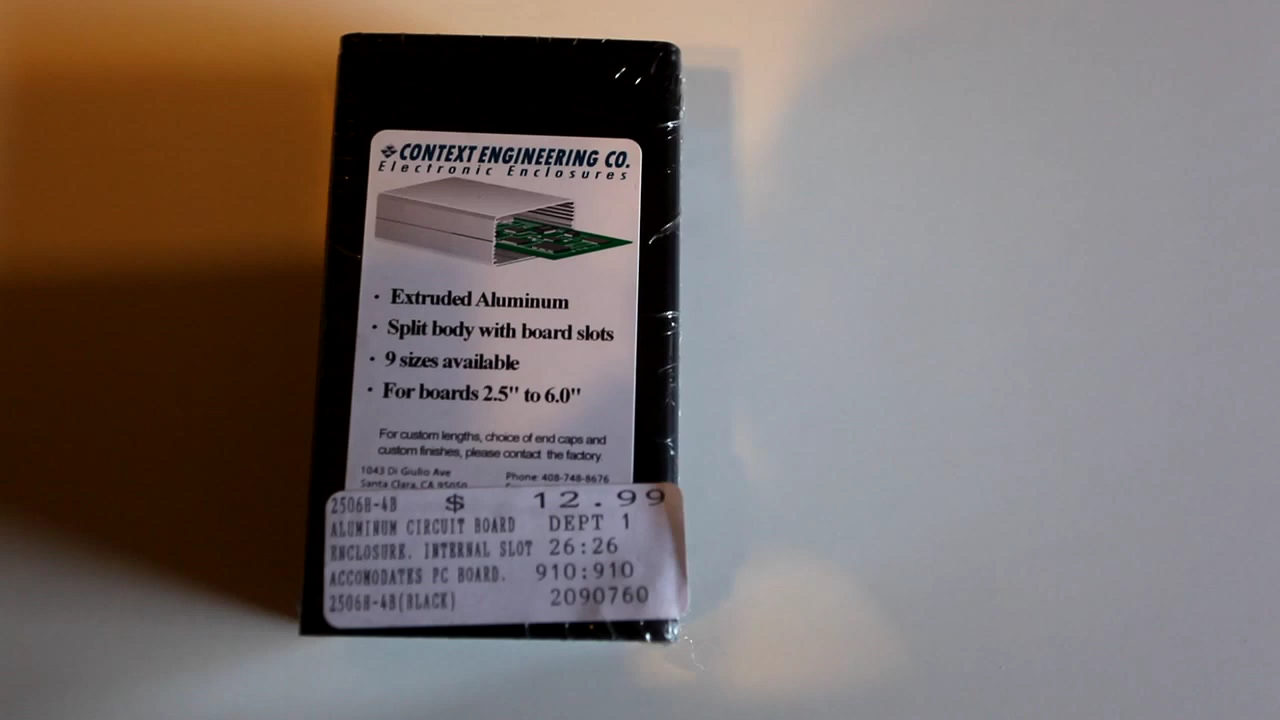 CONTEXT ENGINEERING CO.
Electronic Enclosures
· Extruded Aluminum
· Split body with board slots
· 9 sizes available
· For boards 2.5" to 6.0"
For custom lengths, choice of end caps and
custom finishes, please contact the factory
1043 Di Giulio Ave Phone: 408-748-8676
Santa Clara, CA 95050
2506H-4B $ 12.99
ALUMINUM CIRCUIT BOARD DEPT 1
ENCLOSURE. INTERNAL SLOT 26:26
ACCOMODATES PC BOARD. 910:910
2506H-4B(BLACK) 2090760